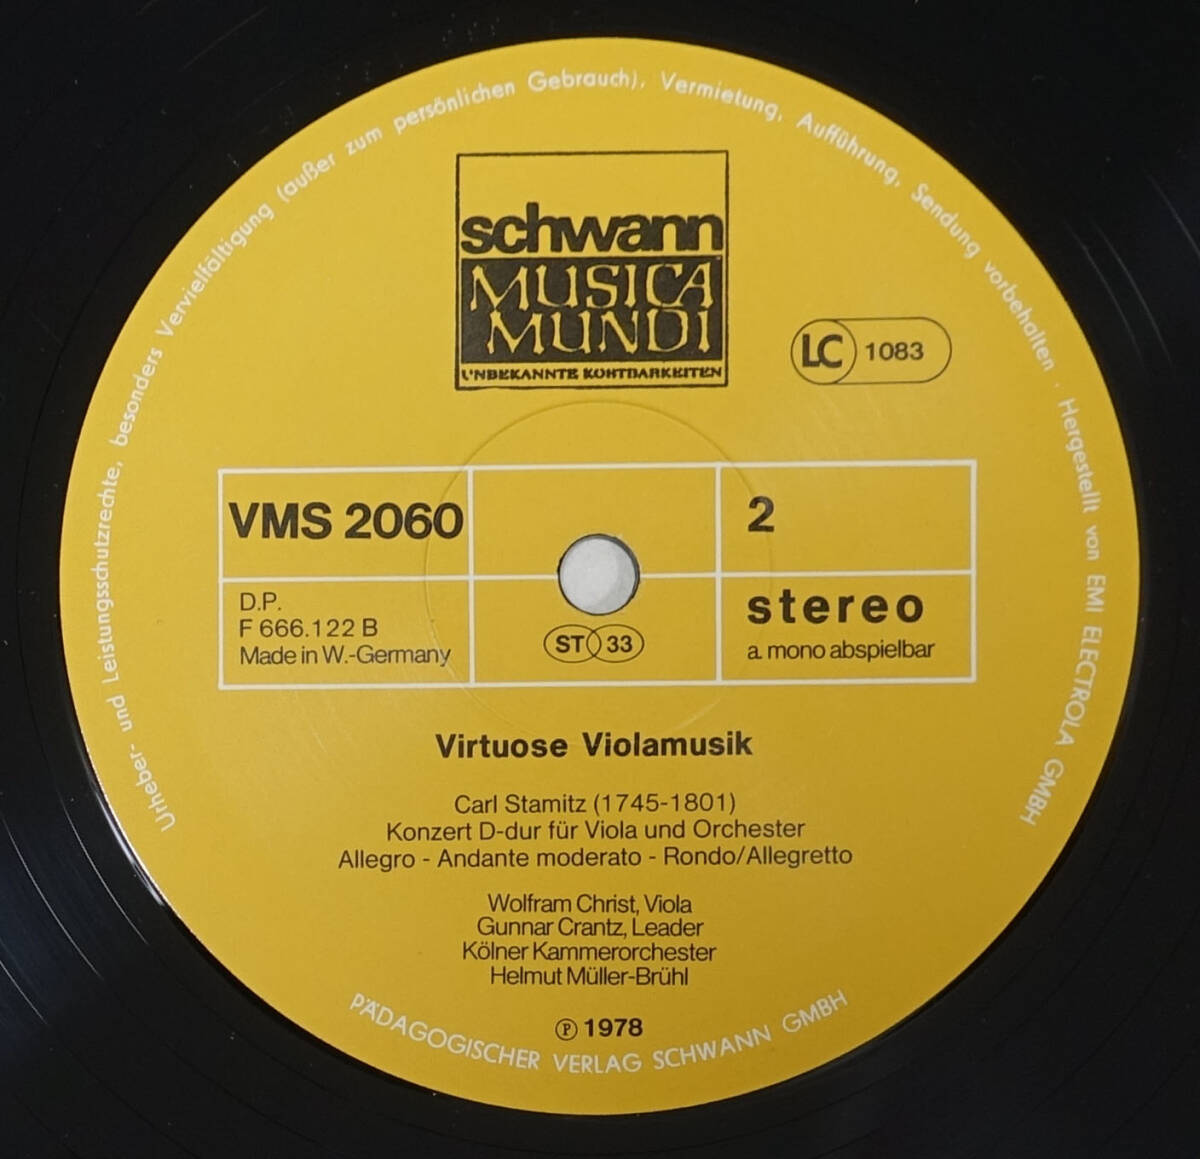 Urheber- und Leistungsschutzrechte, besonders Vervielfältigung (außer zum persönlichen Gebrauch), Vermietung, Aufführung, Sendung vorbehalten · Hergestellt von EMI ELECTROLA GMBH
schwann
MUSICA
MUNDI
UNBEKANNTE KOHTBARKEITEN
LC 1083
VMS 2060
2
D.P.
F 666.122 B
Made in W.-Germany
ST 33
stereo
a. mono abspielbar
Virtuose Violamusik
Carl Stamitz (1745-1801)
Konzert D-dur für Viola und Orchester
Allegro - Andante moderato - Rondo/Allegretto
Wolfram Christ, Viola
Gunnar Crantz, Leader
Kölner Kammerorchester
Helmut Müller-Brühl
℗ 1978
PÄDAGOGISCHER VERLAG SCHWANN GMBH